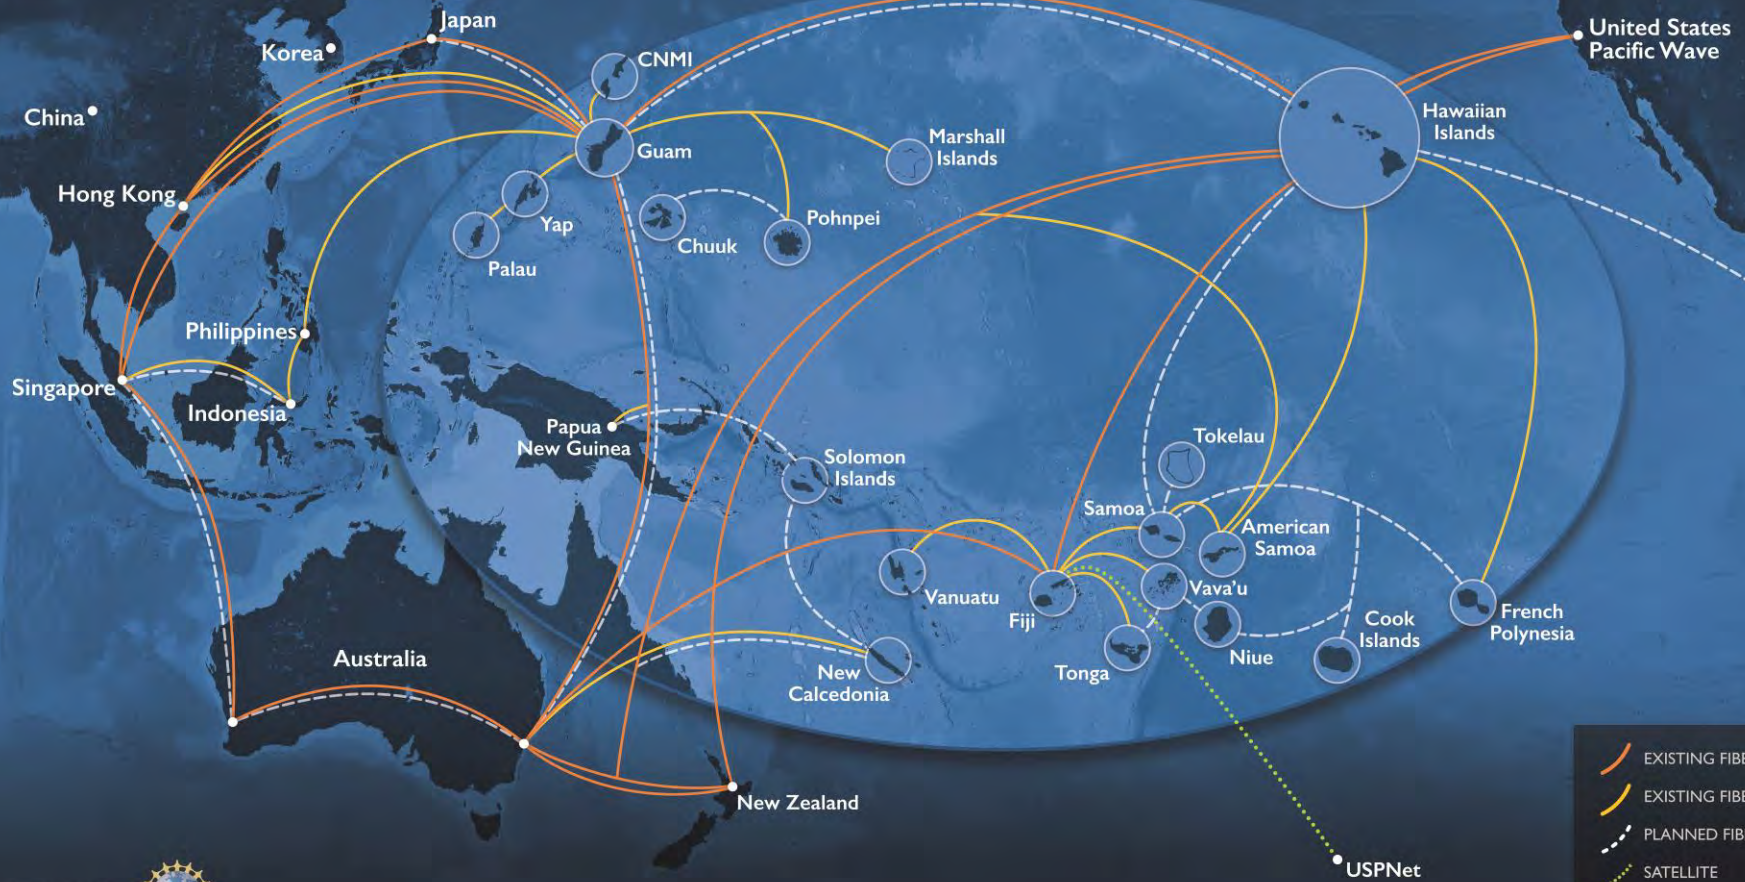 Japan
Korea
CNMI
United States
Pacific Wave
China
Hawaiian
Islands
Guam
Marshall
Islands
Hong Kong
Yap
Chuuk
Pohnpei
Palau
Philippines
Singapore
Indonesia
Papua
New Guinea
Solomon
Islands
Tokelau
Samoa
American
Samoa
Vanuatu
Fiji
Vava'u
Cook
Islands
French
Polynesia
Australia
New
Calcedonia
Tonga
Niue
New Zealand
EXISTING FIBE
EXISTING FIBE
PLANNED FIB
SATELLITE
USPNet